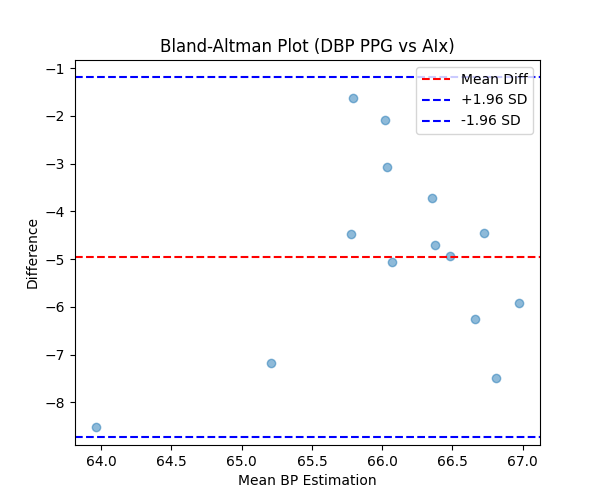 Bland-Altman Plot (DBP PPG vs AIx)
−1
−2
−3
−4
−5
−6
−7
−8
Difference
Mean Diff
+1.96 SD
-1.96 SD
64.0 64.5 65.0 65.5 66.0 66.5 67.0
Mean BP Estimation